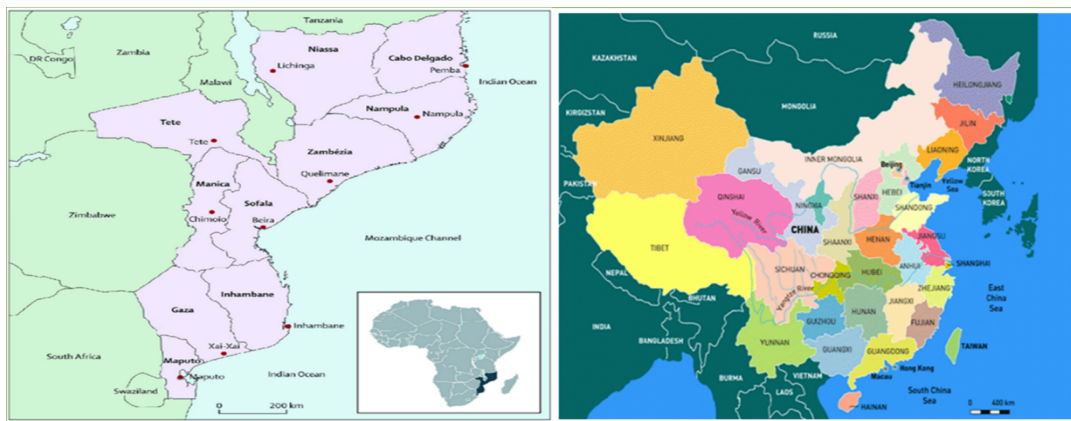 Tanzania
Zambia
DR Congo
Niassa
Cabo Delgado
Lichinga
Pemba
Indian Ocean
Malawi
Nampula
Nampula
Tete
Tete
Zambézia
Quelimane
Manica
Sofala
Chimoio
Beira
Zimbabwe
Mozambique Channel
Inhambane
Gaza
Inhambane
Xai-Xai
South Africa
Maputo
Maputo
Indian Ocean
Swaziland
0 200 km
RUSSIA
KAZAKHSTAN
HEILONGJIANG
MONGOLIA
KIRGIZSTAN
JILIN
XINJIANG
LIAONING
INNER MONGOLIA
Beijing
NORTH
KOREA
GANSU
Tianjin
Yellow
Sea
PAKISTAN
QINGHAI
NINGXIA
SHANXI
HEBEI
SOUTH
KOREA
SHANDONG
Yellow River
CHINA
TIBET
SHAANXI
HENAN
JIANGSU
NEPAL
SICHUAN
CHONGQING
HUBEI
ANHUI
SHANGHAI
Yangtze
River
ZHEJIANG
BHUTAN
East
China
Sea
HUNAN
JIANGXI
INDIA
GUIZHOU
FUJIAN
BANGLADESH
YUNNAN
GUANGXI
GUANGDONG
TAIWAN
Hong Kong
Macau
BURMA
VIETNAM
LAOS
South China
Sea
HAINAN
0 400 km